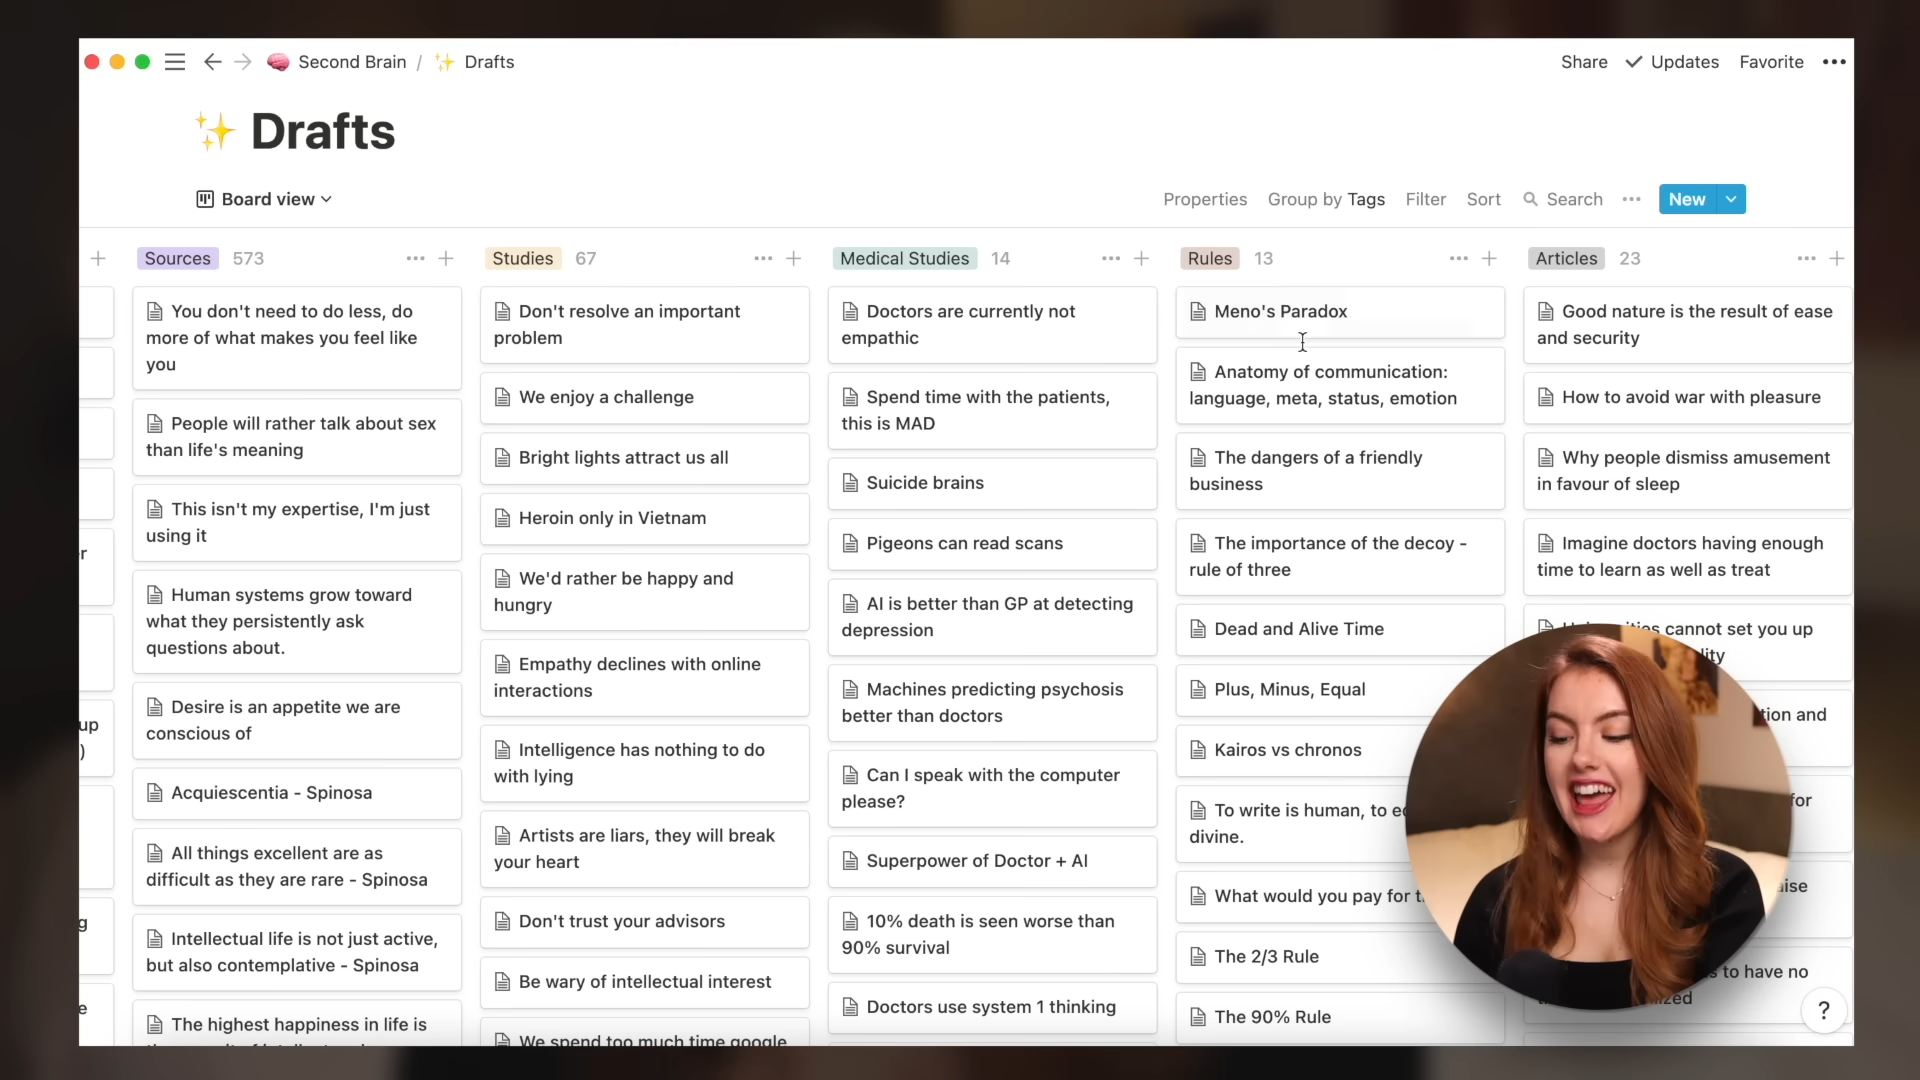 Second Brain / Drafts
Share
Updates
Favorite
Drafts
Board view
Properties
Group by Tags
Filter
Sort
Search
New
Sources 573
You don't need to do less, do
more of what makes you feel like
you
People will rather talk about sex
than life's meaning
This isn't my expertise, I'm just
using it
Human systems grow toward
what they persistently ask
questions about.
Desire is an appetite we are
conscious of
Acquiescentia - Spinosa
All things excellent are as
difficult as they are rare - Spinosa
Intellectual life is not just active,
but also contemplative - Spinosa
The highest happiness in life is
Studies 67
Don't resolve an important
problem
We enjoy a challenge
Bright lights attract us all
Heroin only in Vietnam
We'd rather be happy and
hungry
Empathy declines with online
interactions
Intelligence has nothing to do
with lying
Artists are liars, they will break
your heart
Don't trust your advisors
Be wary of intellectual interest
We spend too much time google
Medical Studies 14
Doctors are currently not
empathic
Spend time with the patients,
this is MAD
Suicide brains
Pigeons can read scans
AI is better than GP at detecting
depression
Machines predicting psychosis
better than doctors
Can I speak with the computer
please?
Superpower of Doctor + AI
10% death is seen worse than
90% survival
Doctors use system 1 thinking
Rules 13
Meno's Paradox
Anatomy of communication:
language, meta, status, emotion
The dangers of a friendly
business
The importance of the decoy -
rule of three
Dead and Alive Time
Plus, Minus, Equal
Kairos vs chronos
To write is human, to
divine.
What would you pay for
The 2/3 Rule
The 90% Rule
Articles 23
Good nature is the result of ease
and security
How to avoid war with pleasure
Why people dismiss amusement
in favour of sleep
Imagine doctors having enough
time to learn as well as treat
cannot set you up
and
for
to have no
?
up